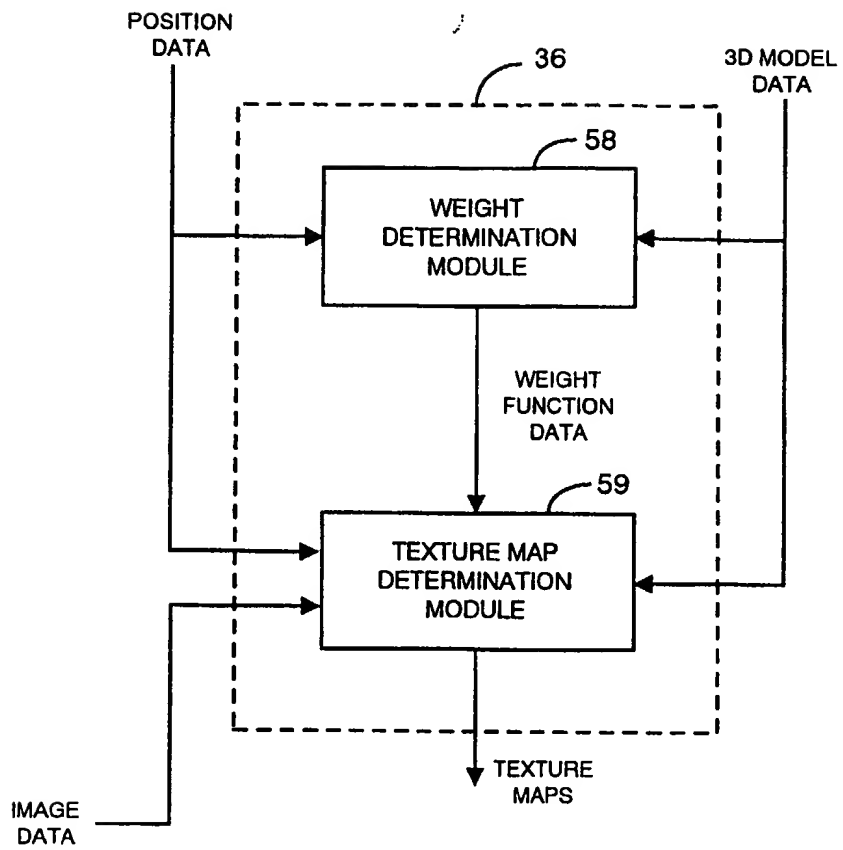 POSITION
DATA
36
3D MODEL
DATA
58
WEIGHT
DETERMINATION
MODULE
WEIGHT
FUNCTION
DATA
59
TEXTURE MAP
DETERMINATION
MODULE
TEXTURE
MAPS
IMAGE
DATA